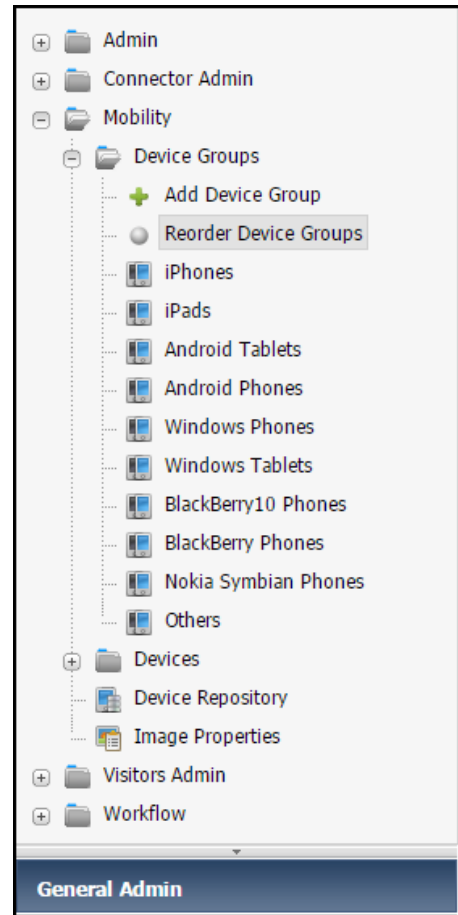 Admin
Connector Admin
Mobility
Device Groups
Add Device Group
Reorder Device Groups
iPhones
iPads
Android Tablets
Android Phones
Windows Phones
Windows Tablets
BlackBerry10 Phones
BlackBerry Phones
Nokia Symbian Phones
Others
Devices
Device Repository
Image Properties
Visitors Admin
Workflow
General Admin